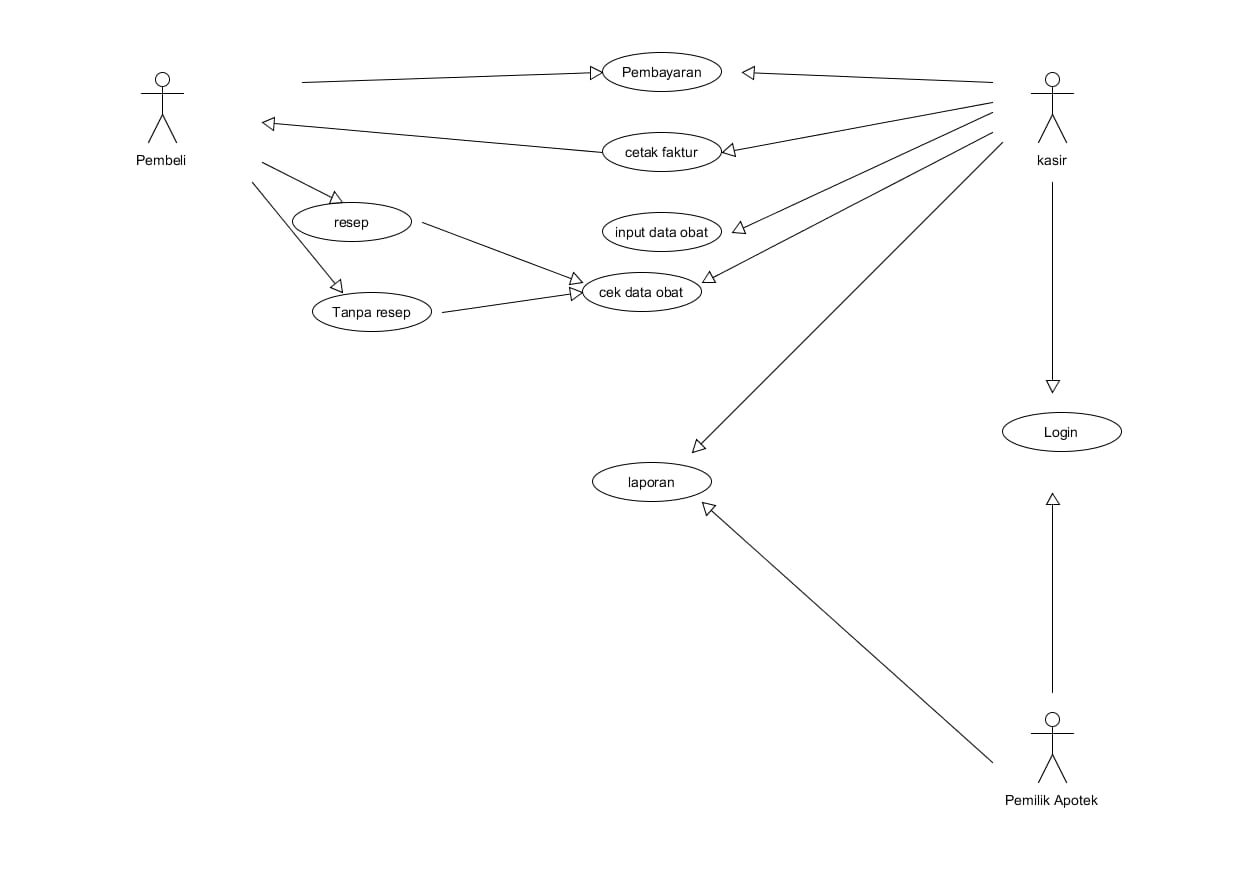 Pembayaran
Pembeli
cetak faktur
kasir
resep
input data obat
cek data obat
Tanpa resep
Login
laporan
Pemilik Apotek